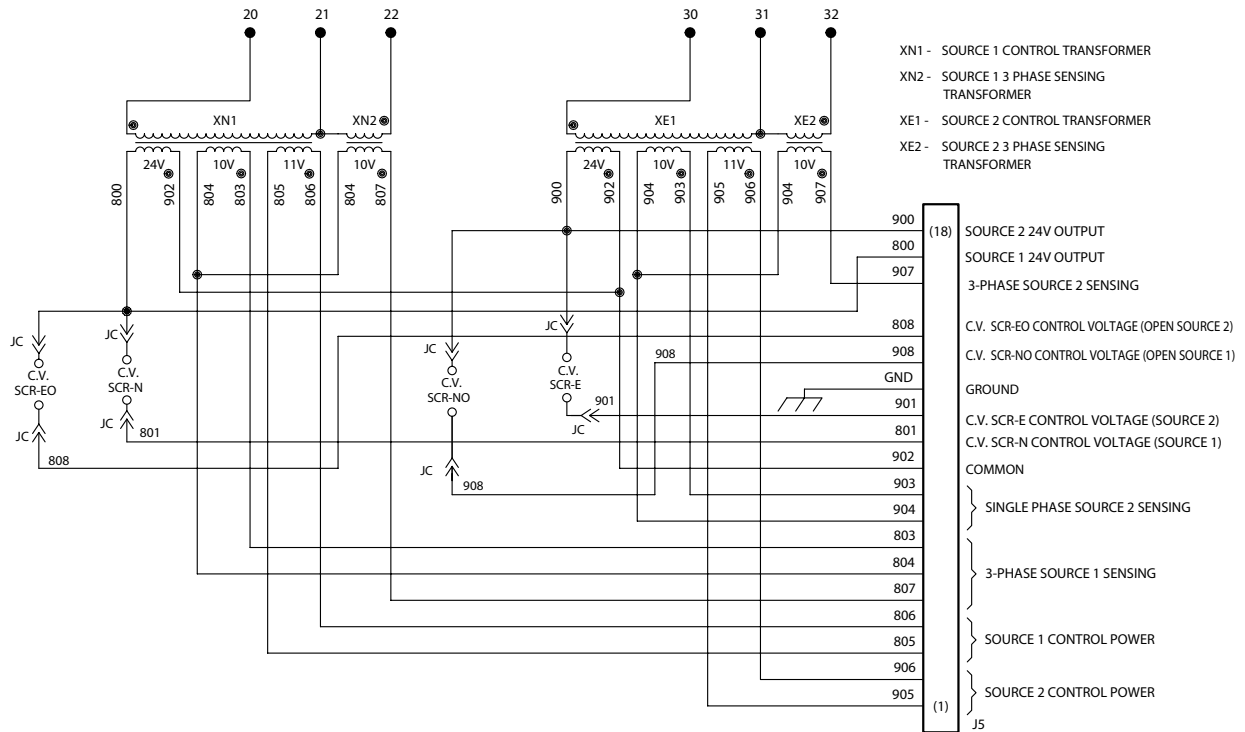 20
21
22
30
31
32
XN1 - SOURCE 1 CONTROL TRANSFORMER
XN2 - SOURCE 1 3 PHASE SENSING
TRANSFORMER
XE1 - SOURCE 2 CONTROL TRANSFORMER
XE2 - SOURCE 2 3 PHASE SENSING
TRANSFORMER
XN1
XN2
XE1
XE2
24V
10V
11V
10V
24V
10V
11V
10V
800
902
804
803
805
806
804
807
900
902
904
903
905
906
904
907
900
(18)
SOURCE 2 24V OUTPUT
800
SOURCE 1 24V OUTPUT
907
3-PHASE SOURCE 2 SENSING
808
C.V. SCR-EO CONTROL VOLTAGE (OPEN SOURCE 2)
908
908
C.V. SCR-NO CONTROL VOLTAGE (OPEN SOURCE 1)
GND
GROUND
901
901
C.V. SCR-E CONTROL VOLTAGE (SOURCE 2)
801
C.V. SCR-N CONTROL VOLTAGE (SOURCE 1)
902
COMMON
903
904
SINGLE PHASE SOURCE 2 SENSING
803
804
807
3-PHASE SOURCE 1 SENSING
806
805
SOURCE 1 CONTROL POWER
906
905
SOURCE 2 CONTROL POWER
(1)
J5
JC
C.V.
SCR-EO
JC
808
JC
C.V.
SCR-N
JC
801
JC
C.V.
SCR-NO
JC
908
JC
C.V.
SCR-E
JC